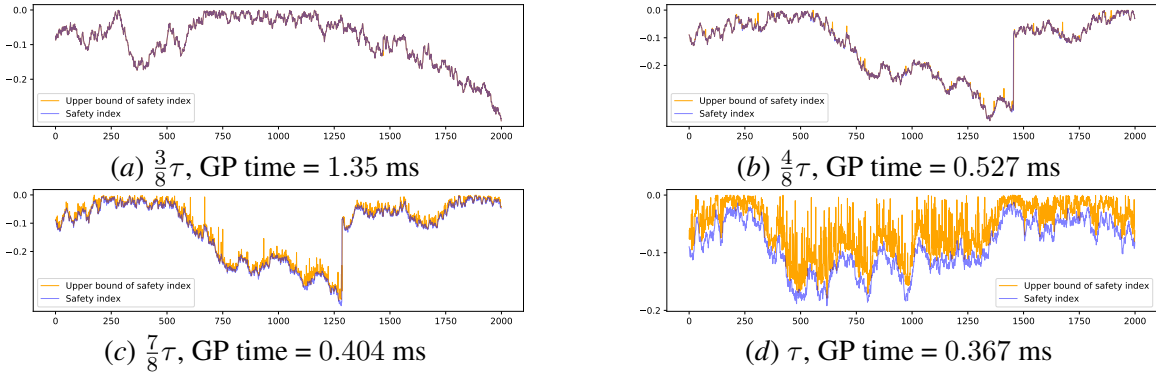 0.0
−0.1
−0.2
Upper bound of safety index
Safety index
0 250 500 750 1000 1250 1500 1750 2000
(a) 3/8 τ, GP time = 1.35 ms
0.0
−0.1
−0.2
Upper bound of safety index
Safety index
0 250 500 750 1000 1250 1500 1750 2000
(b) 4/8 τ, GP time = 0.527 ms
0.0
−0.1
−0.2
Upper bound of safety index
Safety index
0 250 500 750 1000 1250 1500 1750 2000
(c) 7/8 τ, GP time = 0.404 ms
0.0
−0.1
−0.2
Upper bound of safety index
Safety index
0 250 500 750 1000 1250 1500 1750 2000
(d) τ, GP time = 0.367 ms